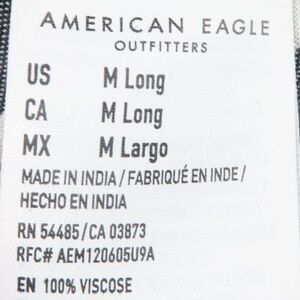 AMERICAN EAGLE
OUTFITTERS
US M Long
CA M Long
MX M Largo
MADE IN INDIA / FABRIQUÉ EN INDE /
HECHO EN INDIA
RN 54485 / CA 03873
RFC# AEM120605U9A
EN 100% VISCOSE